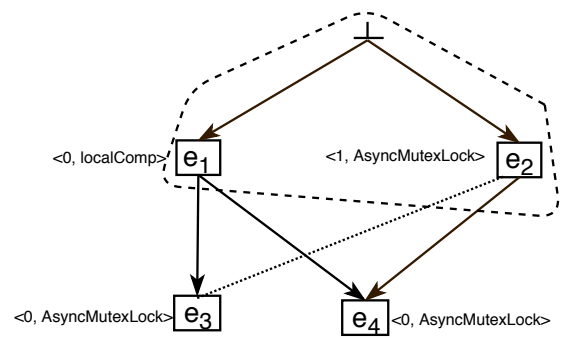 ⊥
<0, localComp> e₁
<1, AsyncMutexLock> e₂
<0, AsyncMutexLock> e₃
e₄ <0, AsyncMutexLock>